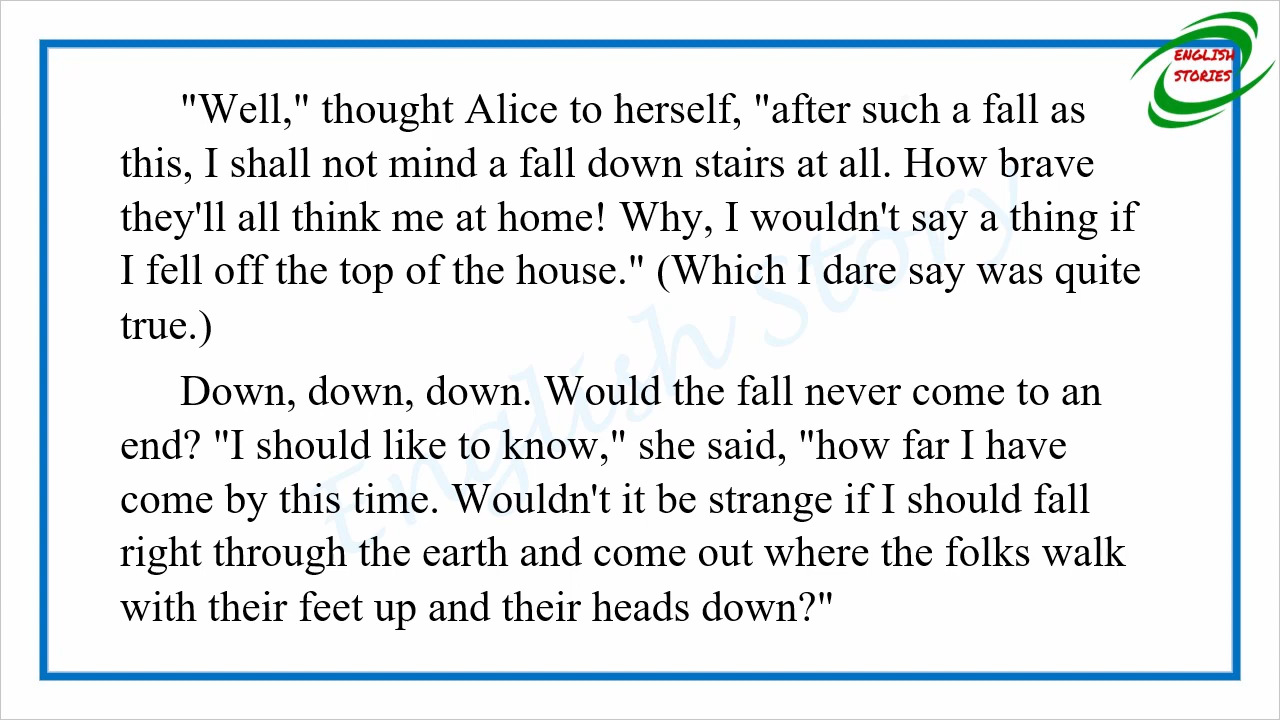 ENGLISH
STORIES
"Well," thought Alice to herself, "after such a fall as
this, I shall not mind a fall down stairs at all. How brave
they'll all think me at home! Why, I wouldn't say a thing if
I fell off the top of the house." (Which I dare say was quite
true.)
Down, down, down. Would the fall never come to an
end? "I should like to know," she said, "how far I have
come by this time. Wouldn't it be strange if I should fall
right through the earth and come out where the folks walk
with their feet up and their heads down?"
English Story